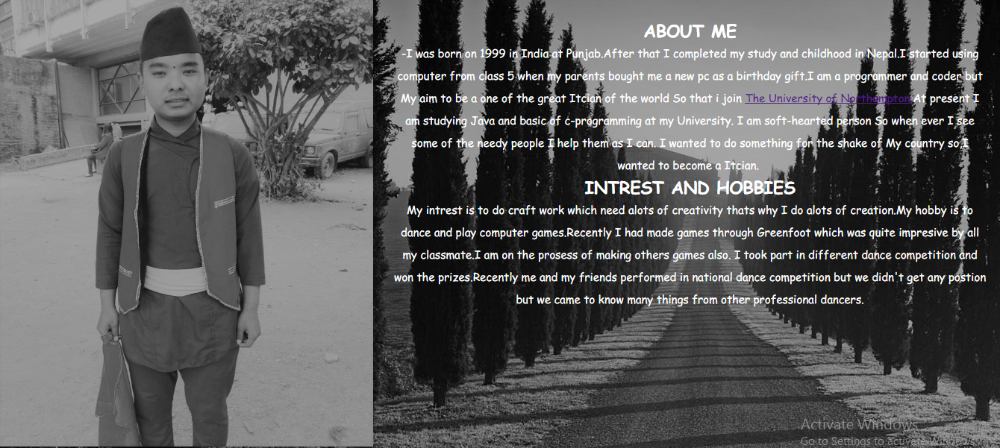 ABOUT ME
-I was born on 1999 in India at Punjab.After that I completed my study and childhood in Nepal.I started using
computer from class 5 when my parents bought me a new pc as a birthday gift.I am a programmer and coder but
My aim to be a one of the great Itcian of the world So that i join The University of Northampton.At present I
am studying Java and basic of c-programming at my University. I am soft-hearted person So when ever I see
some of the needy people I help them as I can. I wanted to do something for the shake of My country so,I
wanted to become a Itcian.
INTREST AND HOBBIES
My intrest is to do craft work which need alots of creativity thats why I do alots of creation.My hobby is to
dance and play computer games.Recently I had made games through Greenfoot which was quite impresive by all
my classmate.I am on the prosess of making others games also. I took part in different dance competition and
won the prizes.Recently me and my friends performed in national dance competition but we didn't get any postion
but we came to know many things from other professional dancers.
Activate Windows
Go to Settings to activate Windows.